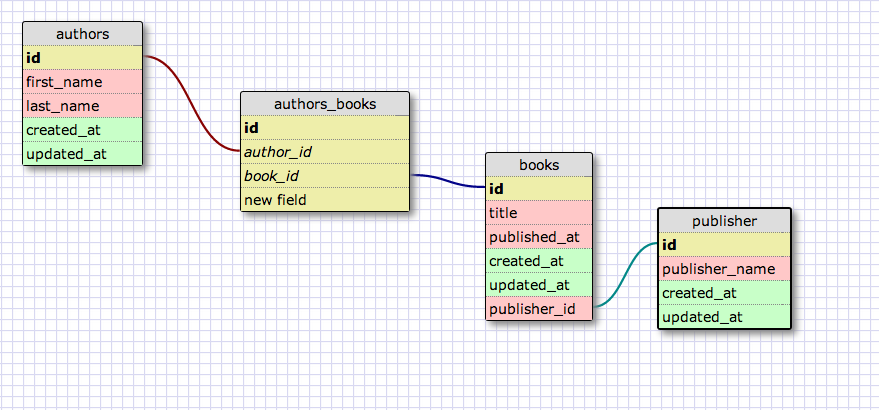 authors
id
first_name
last_name
created_at
updated_at
authors_books
id
author_id
book_id
new field
books
id
title
published_at
created_at
updated_at
publisher_id
publisher
id
publisher_name
created_at
updated_at